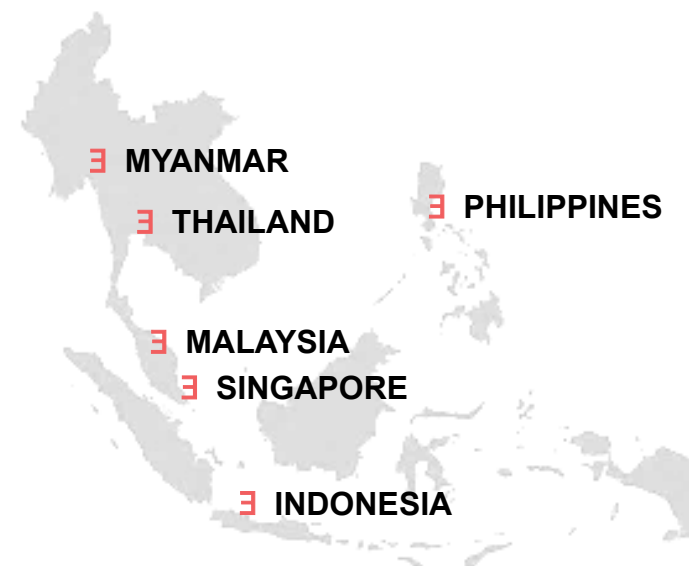 ∃ MYANMAR
∃ THAILAND
∃ PHILIPPINES
∃ MALAYSIA
∃ SINGAPORE
∃ INDONESIA